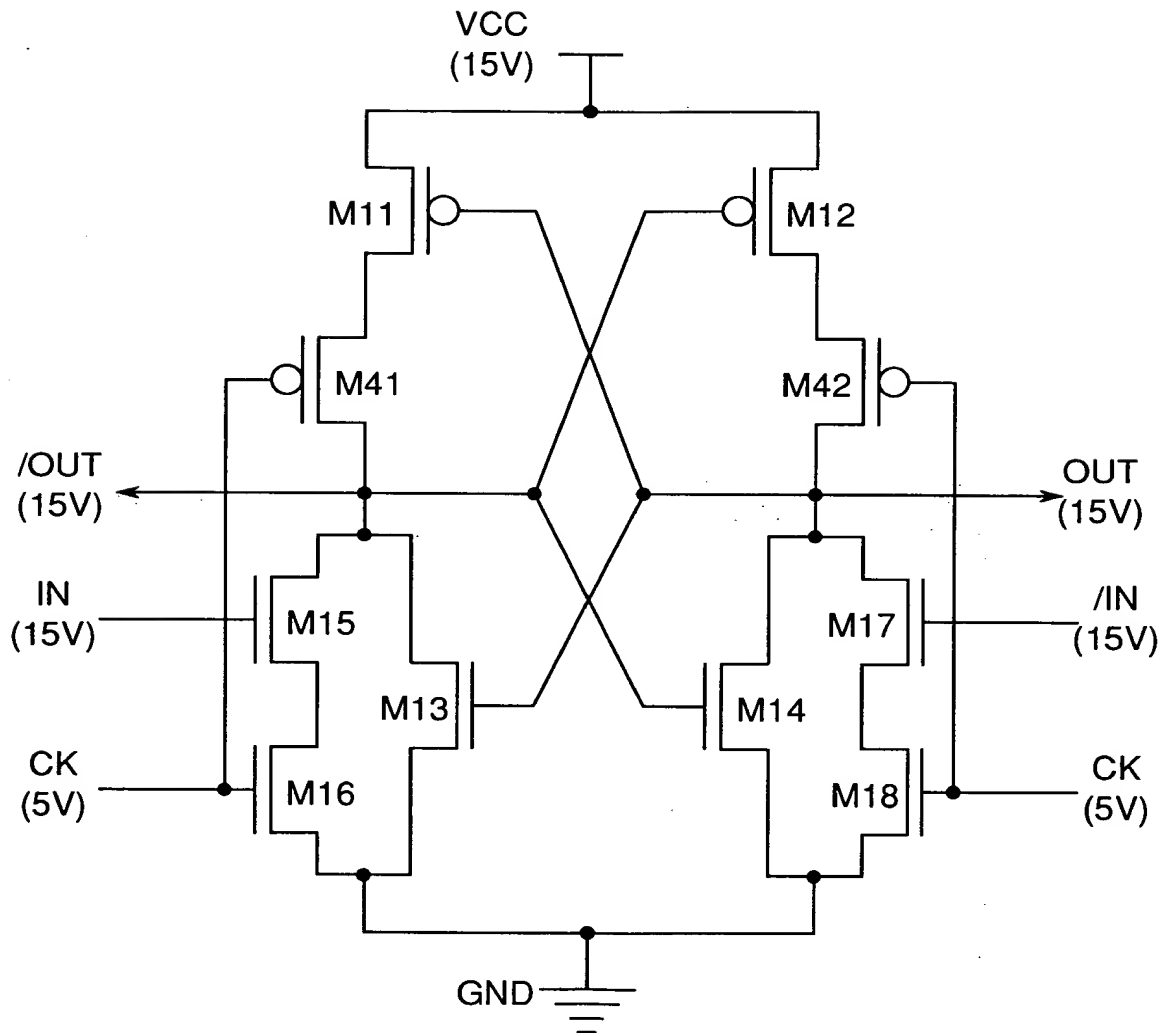 VCC
(15V)
M11
M12
M41
M42
/OUT
(15V)
OUT
(15V)
IN
(15V)
M15
M17
/IN
(15V)
M13
M14
CK
(5V)
M16
M18
CK
(5V)
GND